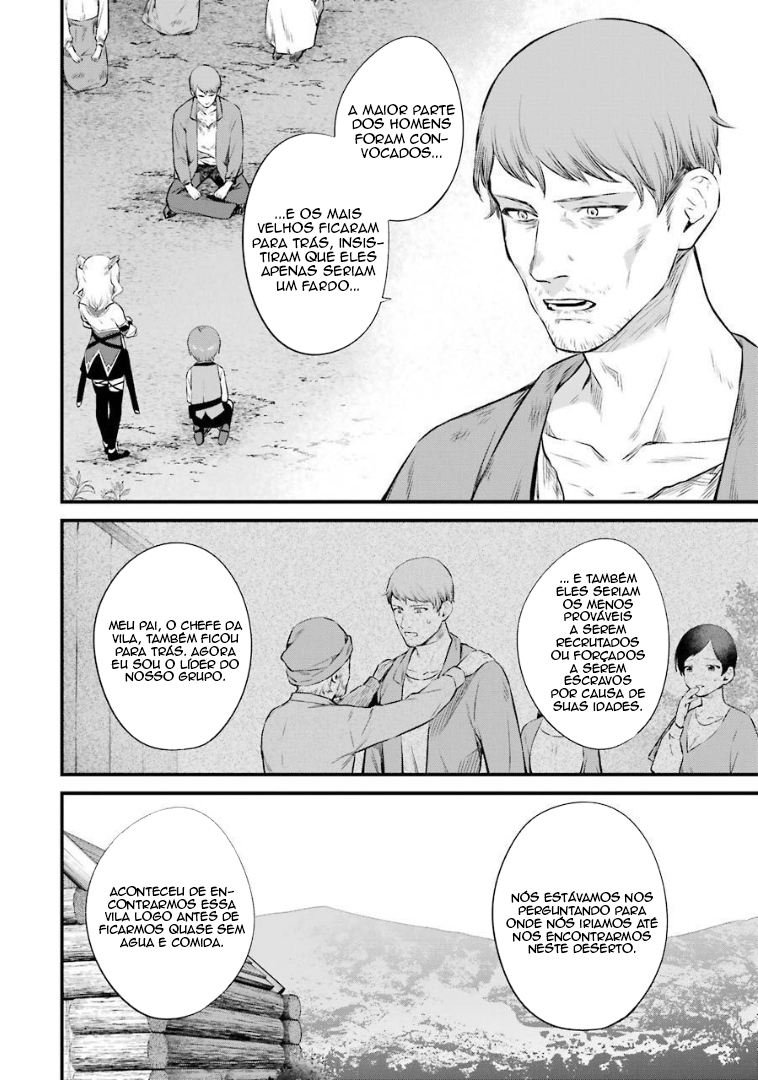 A MAIOR PARTE
DOS HOMENS
FORAM CON-
VOCADOS...
...E OS MAIS
VELHOS FICARAM
PARA TRÁS, INSIS-
TIRAM QUE ELES
APENAS SERIAM
UM FARDO...
... E TAMBÉM
ELES SERIAM
OS MENOS
PROVÁVEIS
A SEREM
RECRUTADOS
OU FORÇADOS
A SEREM
ESCRAVOS
POR CAUSA DE
SUAS IDADES.
MEU PAI, O CHEFE DA
VILA, TAMBÉM FICOU
PARA TRÁS. AGORA
EU SOU O LÍDER DO
NOSSO GRUPO.
NÓS ESTÁVAMOS NOS
PERGUNTANDO PARA
ONDE NÓS IRIAMOS ATÉ
NOS ENCONTRARMOS
NESTE DESERTO.
ACONTECEU DE EN-
CONTRARMOS ESSA
VILA LOGO ANTES DE
FICARMOS QUASE SEM
AGUA E COMIDA.